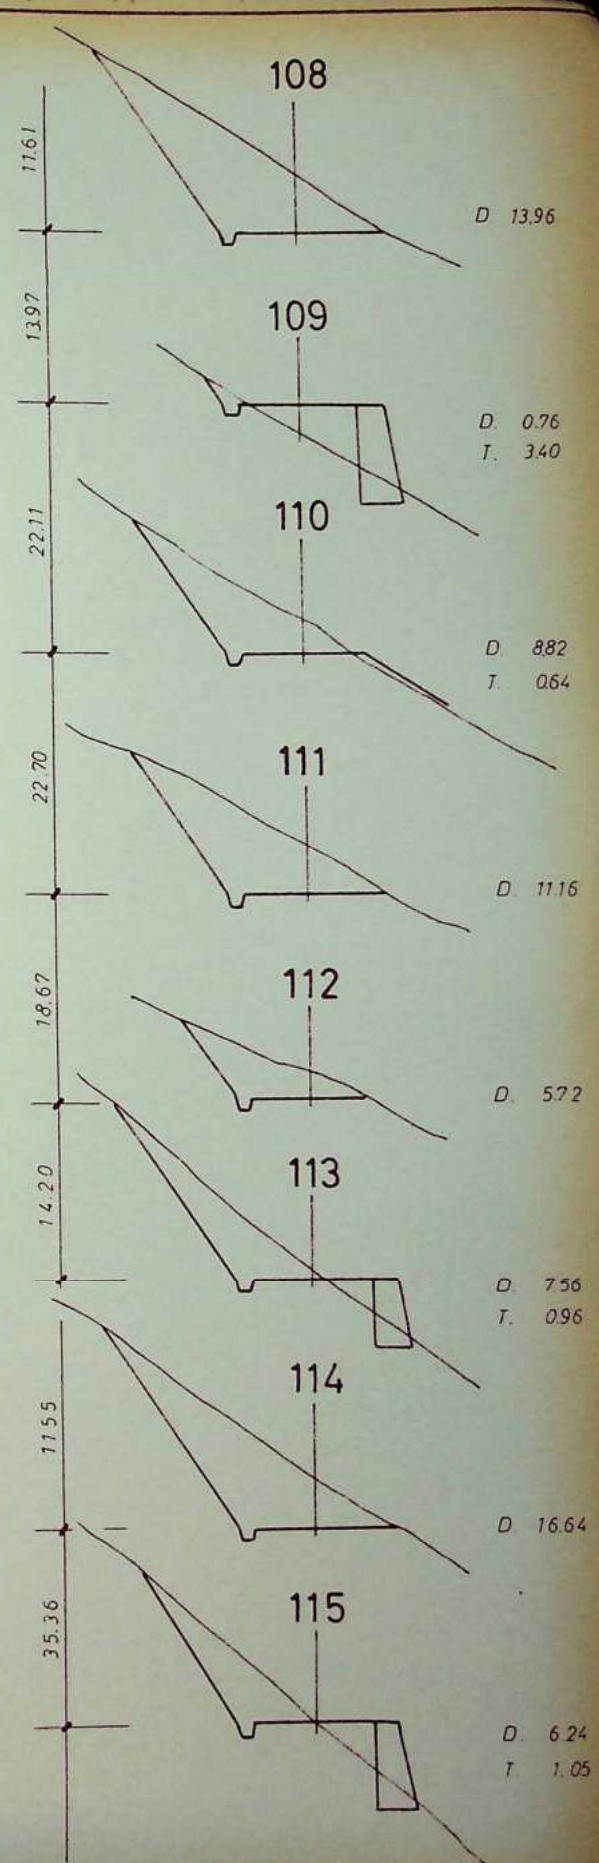 108
11.61
D 13.96
13.97
109
D. 0.76
T. 3.40
22.11
110
D. 8.82
T. 0.64
22.70
111
D. 11.16
18.67
112
D. 5.72
14.20
113
D. 7.56
T. 0.96
114
1155
D 16.64
115
35.36
D. 6.24
T. 1.05